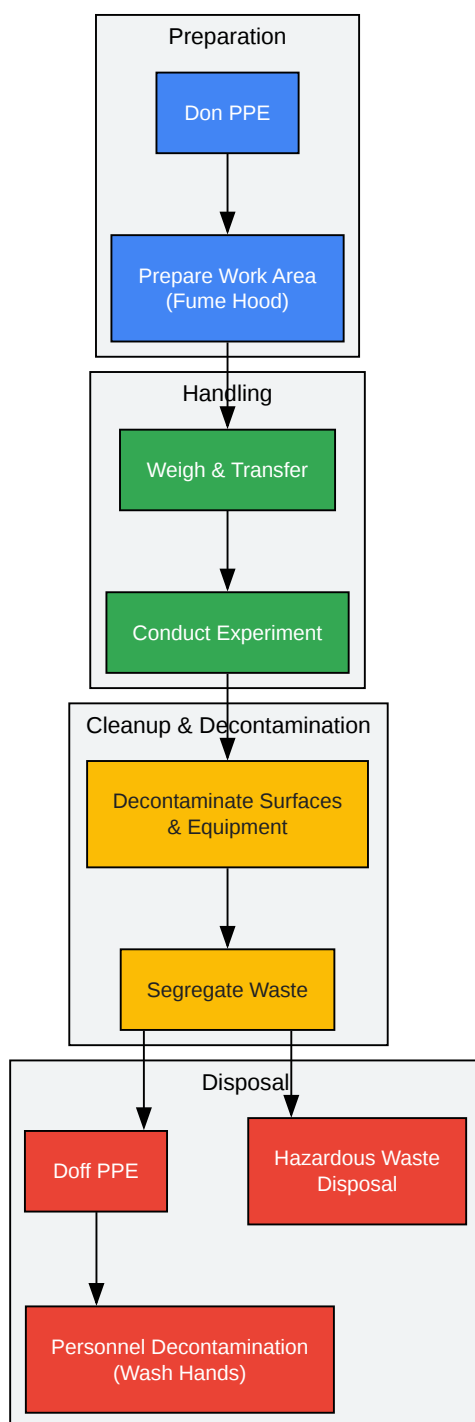 Preparation
Don PPE
Prepare Work Area
(Fume Hood)
Handling
Weigh & Transfer
Conduct Experiment
Cleanup & Decontamination
Decontaminate Surfaces
& Equipment
Segregate Waste
Disposal
Doff PPE
Hazardous Waste
Disposal
Personnel Decontamination
(Wash Hands)